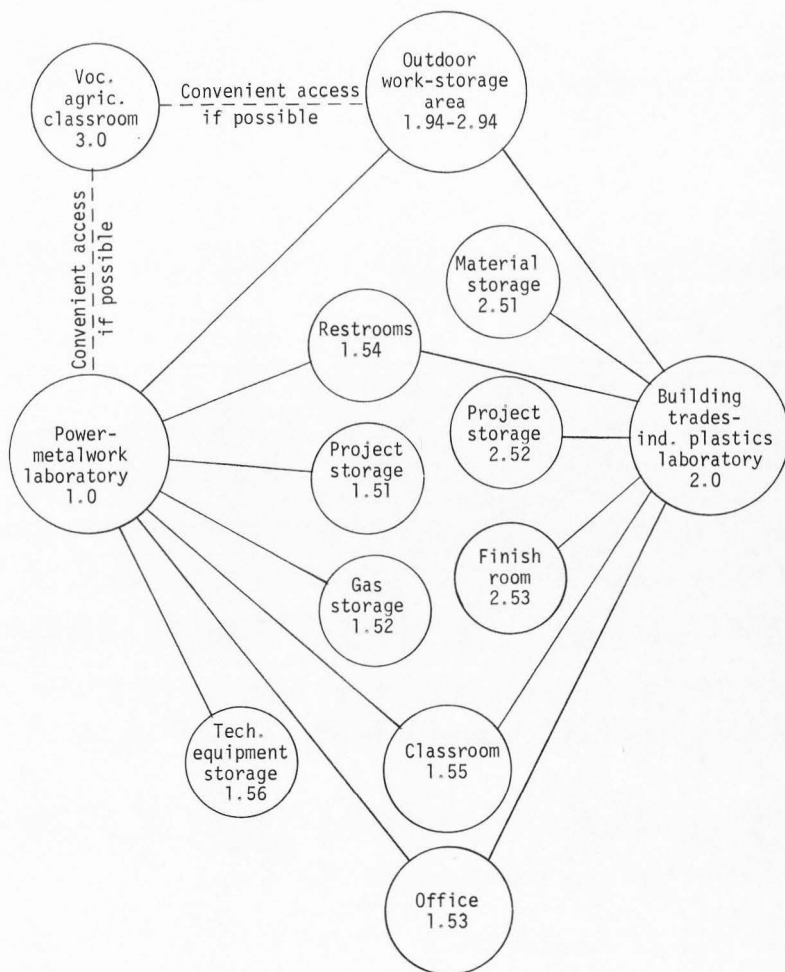 Voc.
agric.
classroom
3.0
Convenient access
if possible
Outdoor
work-storage
area
1.94-2.94
Convenient access
if possible
Material
storage
2.51
Restrooms
1.54
Power-
metalwork
laboratory
1.0
Project
storage
1.51
Project
storage
2.52
Building
trades-
ind. plastics
laboratory
2.0
Gas
storage
1.52
Finish
room
2.53
Tech.
equipment
storage
1.56
Classroom
1.55
Office
1.53